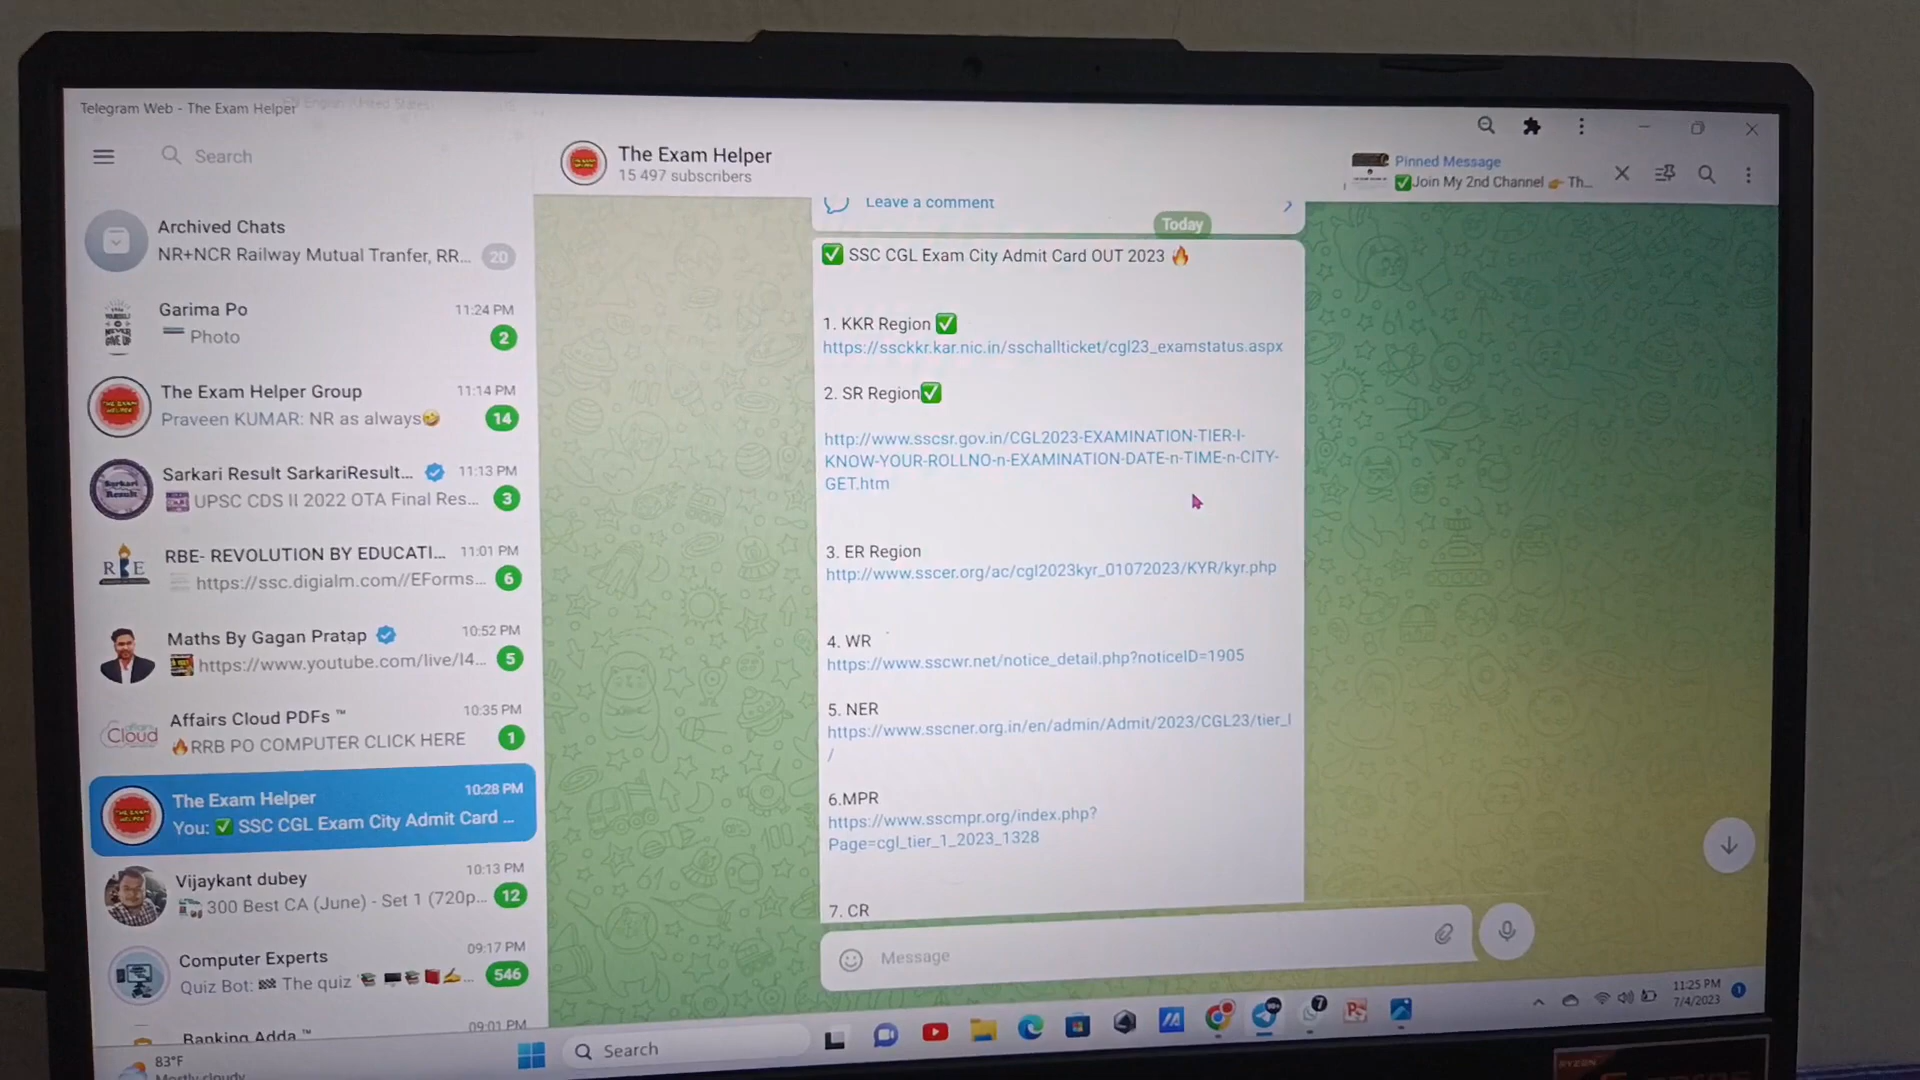 Telegram Web - The Exam Helper
Search
The Exam Helper
15 497 subscribers
Pinned Message
✅Join My 2nd Channel 👉 Th...
Archived Chats
NR+NCR Railway Mutual Tranfer, RR...
20
Garima Po
11:24 PM
Photo
2
The Exam Helper Group
11:14 PM
Praveen KUMAR: NR as always🤣
14
Sarkari Result SarkariResult...
11:13 PM
UPSC CDS II 2022 OTA Final Res...
3
RBE- REVOLUTION BY EDUCATI...
11:01 PM
https://ssc.digialm.com//EForms...
6
Maths By Gagan Pratap
10:52 PM
https://www.youtube.com/live/I4...
5
Affairs Cloud PDFs ™
10:35 PM
🔥RRB PO COMPUTER CLICK HERE
1
The Exam Helper
10:28 PM
You: ✅ SSC CGL Exam City Admit Card ...
Vijaykant dubey
10:13 PM
300 Best CA (June) - Set 1 (720p...
12
Computer Experts
09:17 PM
Quiz Bot: 🏁 The quiz
546
Banking Adda ™
09:01 PM
Leave a comment
Today
✅ SSC CGL Exam City Admit Card OUT 2023 🔥
1. KKR Region ✅
https://ssckkr.kar.nic.in/sschallticket/cgl23_examstatus.aspx
2. SR Region✅
http://www.sscsr.gov.in/CGL2023-EXAMINATION-TIER-I-
KNOW-YOUR-ROLLNO-n-EXAMINATION-DATE-n-TIME-n-CITY-
GET.htm
3. ER Region
http://www.sscer.org/ac/cgl2023kyr_01072023/KYR/kyr.php
4. WR
https://www.sscwr.net/notice_detail.php?noticeID=1905
5. NER
https://www.sscner.org.in/en/admin/Admit/2023/CGL23/tier_I
/
6.MPR
https://www.sscmpr.org/index.php?
Page=cgl_tier_1_2023_1328
7. CR
Message
83°F
Mostly cloudy
Search
11:25 PM
7/4/2023
RYZEN